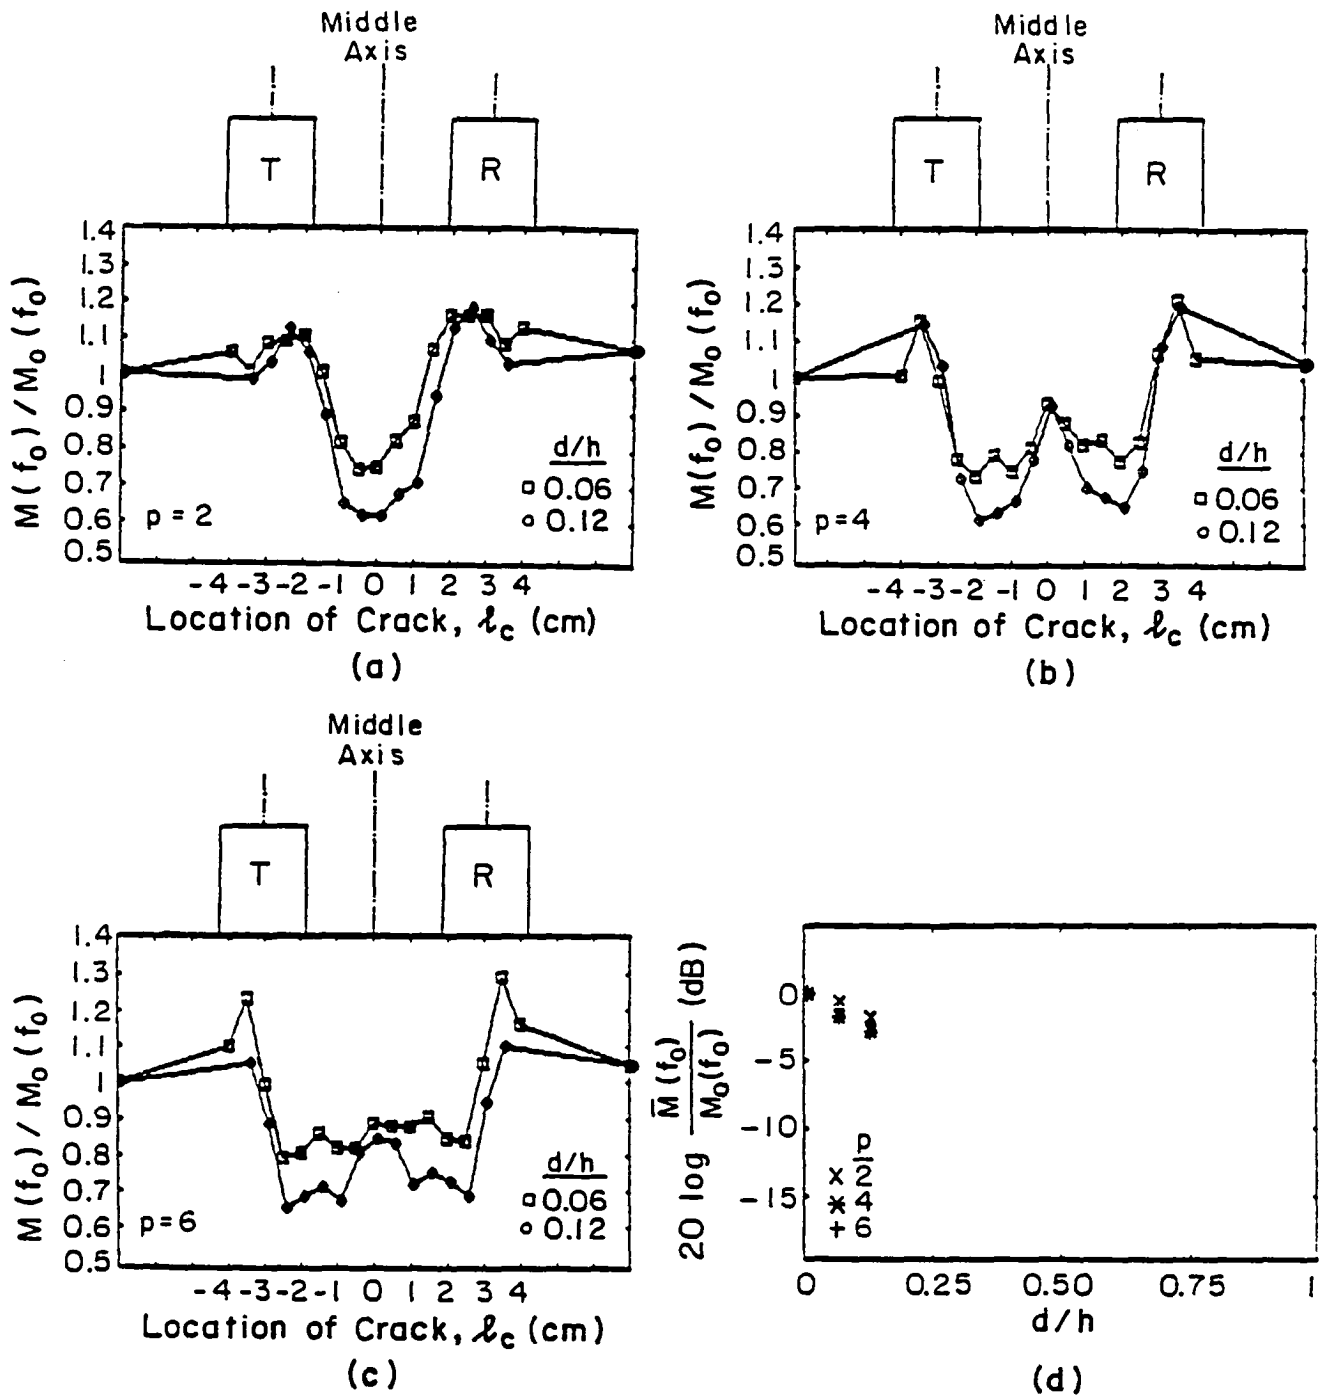 Middle
Axis
T
R
1.4
1.3
1.2
1.1
1
0.9
0.8
0.7
0.6
0.5
M(f₀)/M₀(f₀)
p = 2
d/h
0.06
0.12
-4 -3 -2 -1 0 1 2 3 4
Location of Crack, ℓc (cm)
(a)
Middle
Axis
T
R
1.4
1.3
1.2
1.1
1
0.9
0.8
0.7
0.6
0.5
M(f₀)/M₀(f₀)
p=4
d/h
0.06
0.12
-4 -3 -2 -1 0 1 2 3 4
Location of Crack, ℓc (cm)
(b)
Middle
Axis
T
R
1.4
1.3
1.2
1.1
1
0.9
0.8
0.7
0.6
0.5
M(f₀)/M₀(f₀)
p=6
d/h
0.06
0.12
-4 -3 -2 -1 0 1 2 3 4
Location of Crack, ℓc (cm)
(c)
20 log M̅(f₀)/M₀(f₀) (dB)
0
-5
-10
-15
p
× 2
* 4
+ 6
0 0.25 0.50 0.75 1
d/h
(d)